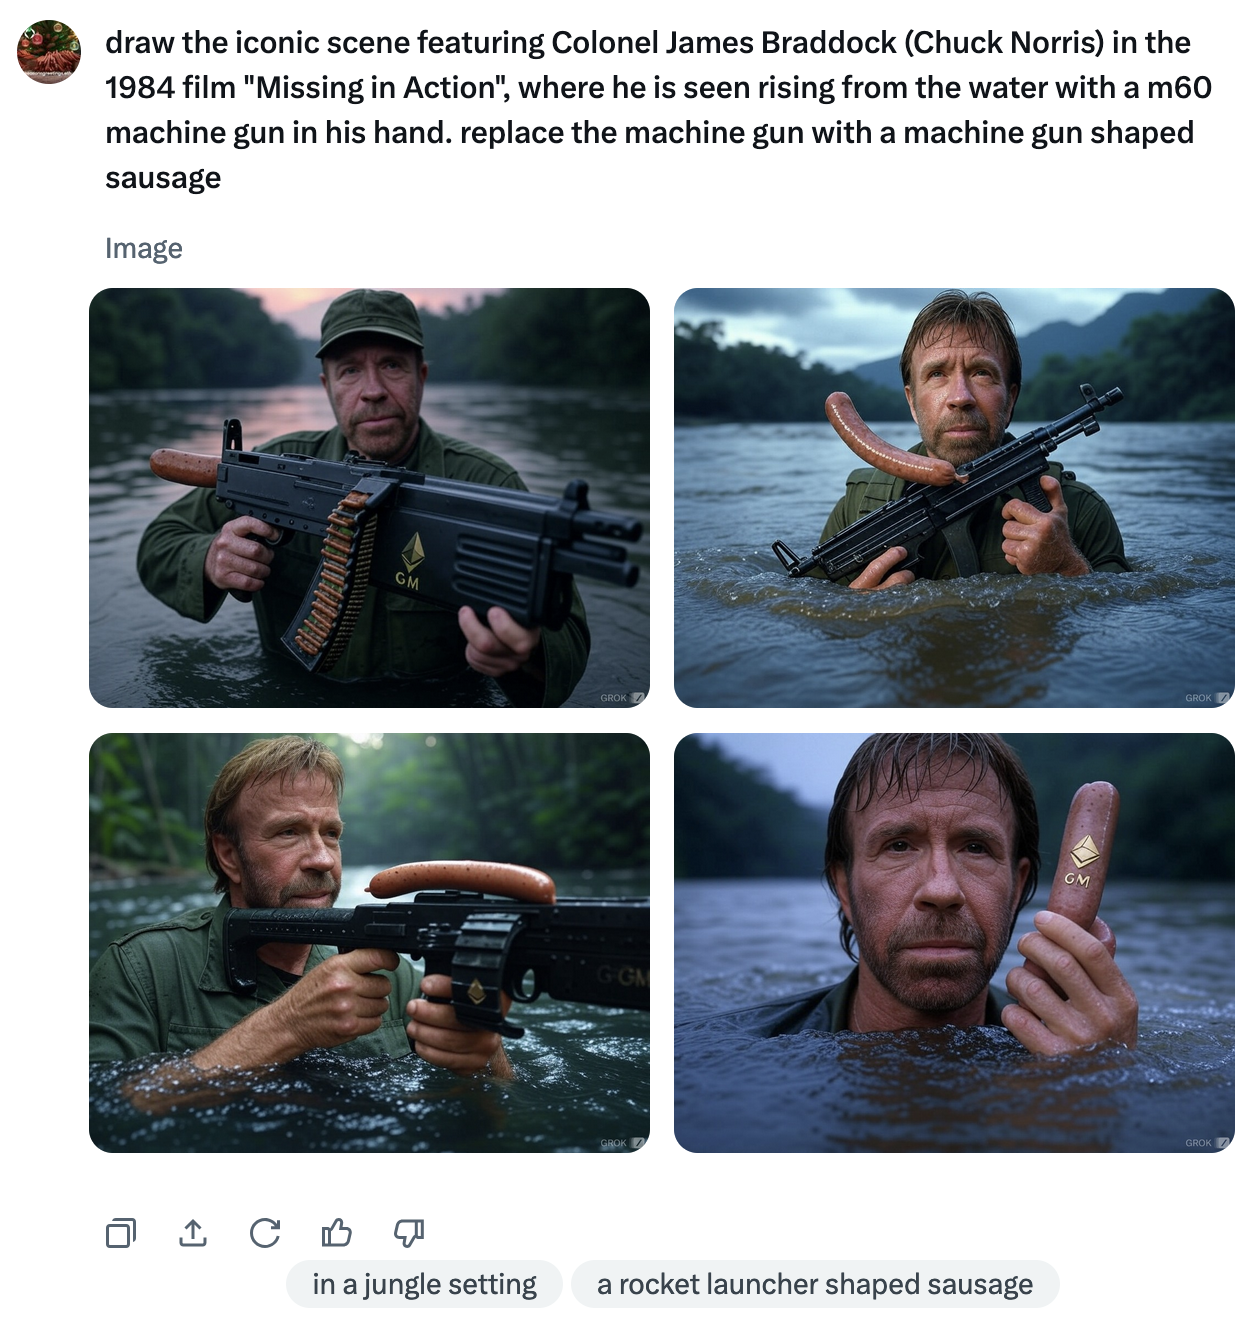 draw the iconic scene featuring Colonel James Braddock (Chuck Norris) in the
1984 film "Missing in Action", where he is seen rising from the water with a m60
machine gun in his hand. replace the machine gun with a machine gun shaped
sausage
Image
GM
GROK
GROK
G GM
GROK
GM
GROK
in a jungle setting
a rocket launcher shaped sausage